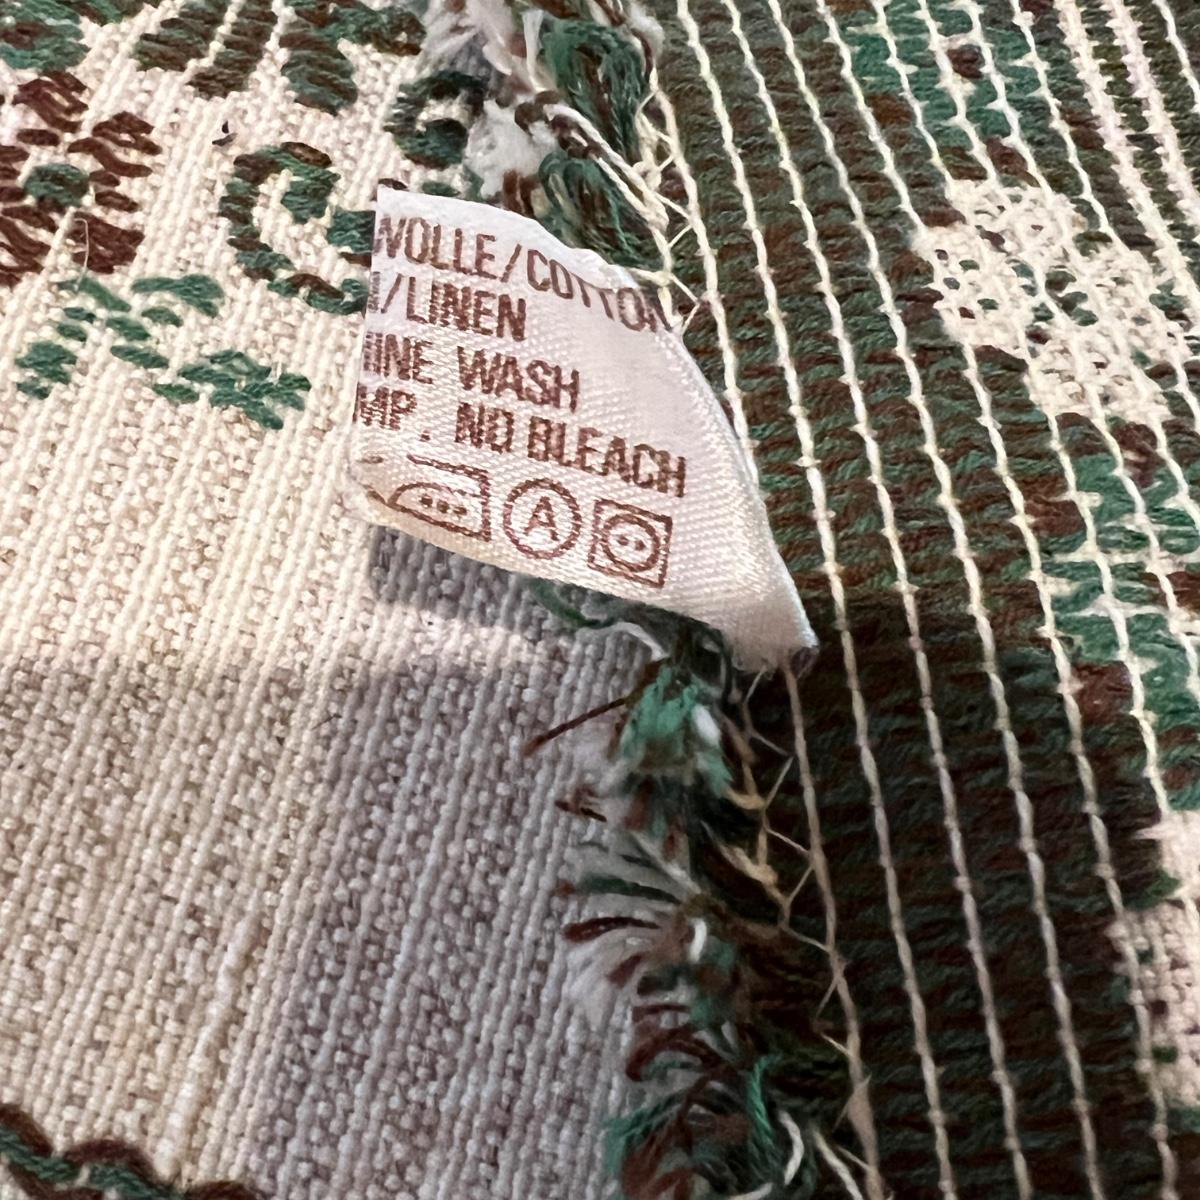 WOLLE/COTTON
/LINEN
INE WASH
MP. NO BLEACH
A